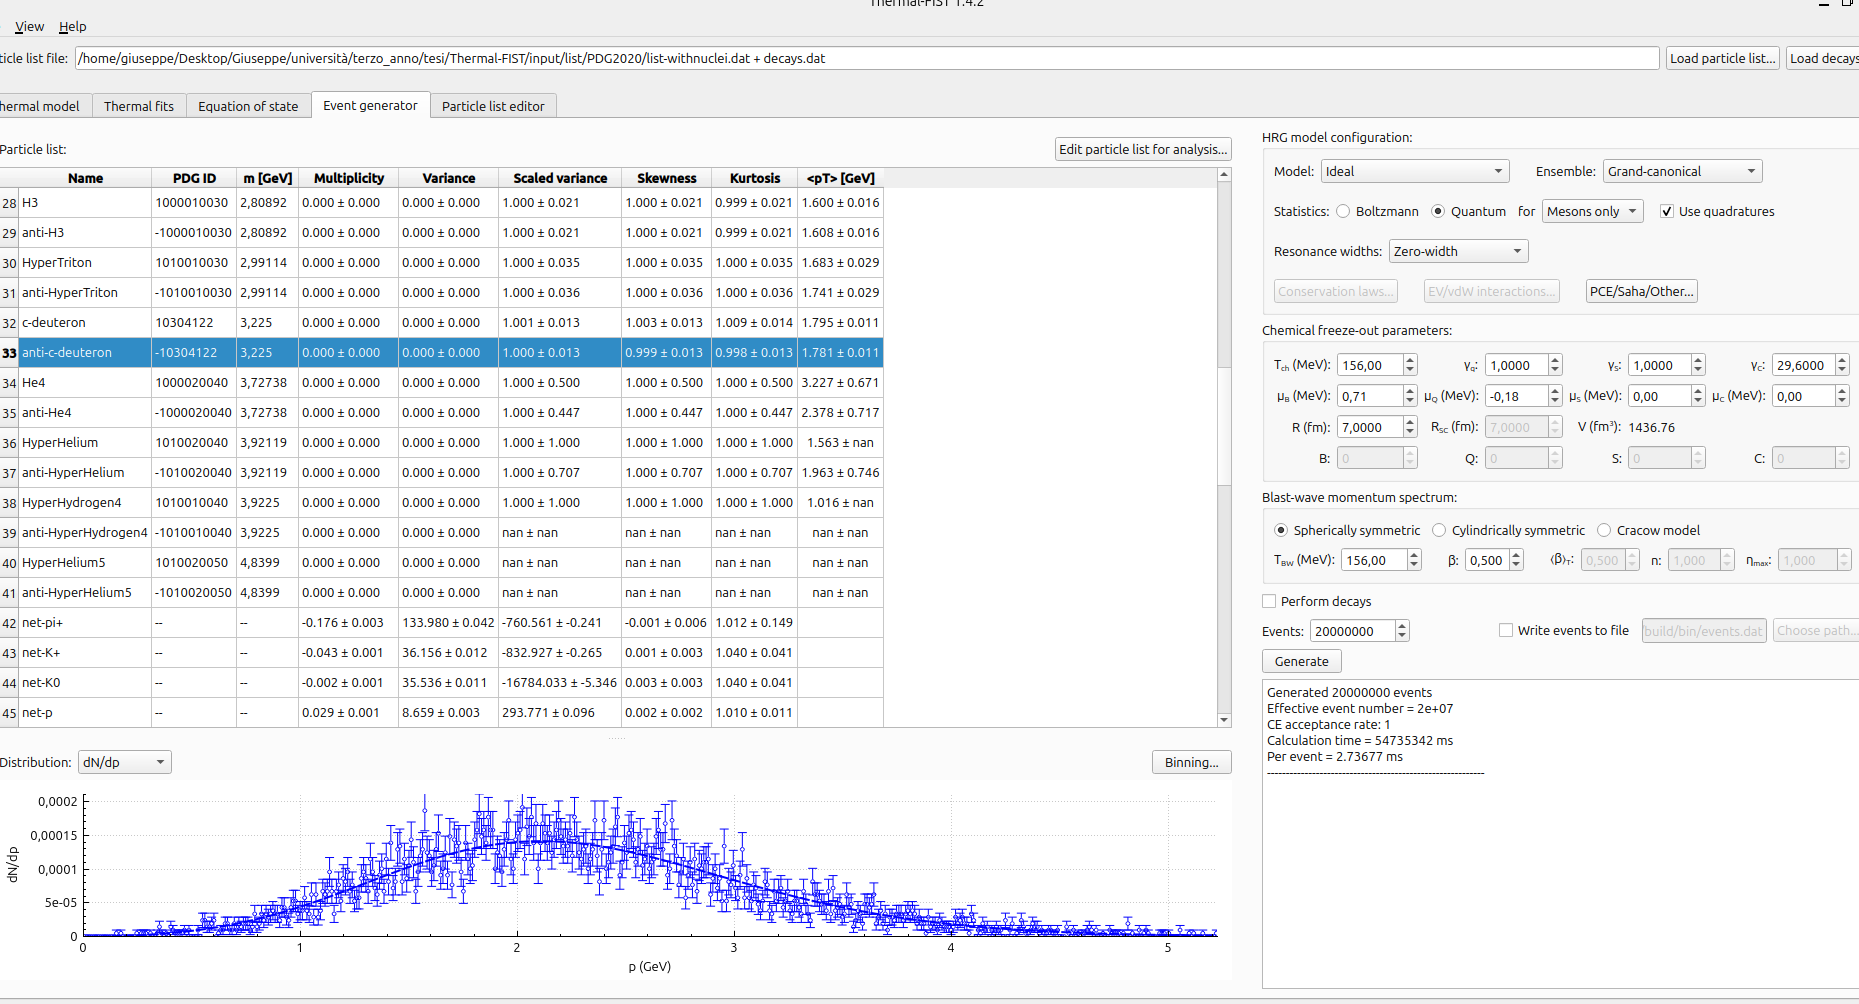 Thermal-FIST 1.4.2
View Help
ticle list file: /home/giuseppe/Desktop/Giuseppe/università/terzo_anno/tesi/Thermal-FIST/input/list/PDG2020/list-withnuclei.dat + decays.dat Load particle list... Load decays
hermal model Thermal fits Equation of state Event generator Particle list editor
Particle list: Edit particle list for analysis...
Name PDG ID m [GeV] Multiplicity Variance Scaled variance Skewness Kurtosis <pT> [GeV]
28 H3 1000010030 2,80892 0.000 ± 0.000 0.000 ± 0.000 1.000 ± 0.021 1.000 ± 0.021 0.999 ± 0.021 1.600 ± 0.016
29 anti-H3 -1000010030 2,80892 0.000 ± 0.000 0.000 ± 0.000 1.000 ± 0.021 1.000 ± 0.021 0.999 ± 0.021 1.608 ± 0.016
30 HyperTriton 1010010030 2,99114 0.000 ± 0.000 0.000 ± 0.000 1.000 ± 0.035 1.000 ± 0.035 1.000 ± 0.035 1.683 ± 0.029
31 anti-HyperTriton -1010010030 2,99114 0.000 ± 0.000 0.000 ± 0.000 1.000 ± 0.036 1.000 ± 0.036 1.000 ± 0.036 1.741 ± 0.029
32 c-deuteron 10304122 3,225 0.000 ± 0.000 0.000 ± 0.000 1.001 ± 0.013 1.003 ± 0.013 1.009 ± 0.014 1.795 ± 0.011
33 anti-c-deuteron -10304122 3,225 0.000 ± 0.000 0.000 ± 0.000 1.000 ± 0.013 0.999 ± 0.013 0.998 ± 0.013 1.781 ± 0.011
34 He4 1000020040 3,72738 0.000 ± 0.000 0.000 ± 0.000 1.000 ± 0.500 1.000 ± 0.500 1.000 ± 0.500 3.227 ± 0.671
35 anti-He4 -1000020040 3,72738 0.000 ± 0.000 0.000 ± 0.000 1.000 ± 0.447 1.000 ± 0.447 1.000 ± 0.447 2.378 ± 0.717
36 HyperHelium 1010020040 3,92119 0.000 ± 0.000 0.000 ± 0.000 1.000 ± 1.000 1.000 ± 1.000 1.000 ± 1.000 1.563 ± nan
37 anti-HyperHelium -1010020040 3,92119 0.000 ± 0.000 0.000 ± 0.000 1.000 ± 0.707 1.000 ± 0.707 1.000 ± 0.707 1.963 ± 0.746
38 HyperHydrogen4 1010010040 3,9225 0.000 ± 0.000 0.000 ± 0.000 1.000 ± 1.000 1.000 ± 1.000 1.000 ± 1.000 1.016 ± nan
39 anti-HyperHydrogen4 -1010010040 3,9225 0.000 ± 0.000 0.000 ± 0.000 nan ± nan nan ± nan nan ± nan nan ± nan
40 HyperHelium5 1010020050 4,8399 0.000 ± 0.000 0.000 ± 0.000 nan ± nan nan ± nan nan ± nan nan ± nan
41 anti-HyperHelium5 -1010020050 4,8399 0.000 ± 0.000 0.000 ± 0.000 nan ± nan nan ± nan nan ± nan nan ± nan
42 net-pi+ -- -- -0.176 ± 0.003 133.980 ± 0.042 -760.561 ± -0.241 -0.001 ± 0.006 1.012 ± 0.149
43 net-K+ -- -- -0.043 ± 0.001 36.156 ± 0.012 -832.927 ± -0.265 0.001 ± 0.003 1.040 ± 0.041
44 net-K0 -- -- -0.002 ± 0.001 35.536 ± 0.011 -16784.033 ± -5.346 0.003 ± 0.003 1.040 ± 0.041
45 net-p -- -- 0.029 ± 0.001 8.659 ± 0.003 293.771 ± 0.096 0.002 ± 0.002 1.010 ± 0.011
Distribution: dN/dp Binning...
0,0002
0,00015
0,0001
5e-05
0
dN/dp
0 1 2 3 4 5
p (GeV)
HRG model configuration:
Model: Ideal Ensemble: Grand-canonical
Statistics: Boltzmann Quantum for Mesons only Use quadratures
Resonance widths: Zero-width
Conservation laws... EV/vdW interactions... PCE/Saha/Other...
Chemical freeze-out parameters:
Tch (MeV): 156,00 γq: 1,0000 γS: 1,0000 γC: 29,6000
μB (MeV): 0,71 μQ (MeV): -0,18 μS (MeV): 0,00 μC (MeV): 0,00
R (fm): 7,0000 RSC (fm): 7,0000 V (fm³): 1436.76
B: 0 Q: 0 S: 0 C: 0
Blast-wave momentum spectrum:
Spherically symmetric Cylindrically symmetric Cracow model
TBW (MeV): 156,00 β: 0,500 ⟨β⟩T: 0,500 n: 1,000 ηmax: 1,000
Perform decays
Events: 20000000 Write events to file build/bin/events.dat Choose path...
Generate
Generated 20000000 events
Effective event number = 2e+07
CE acceptance rate: 1
Calculation time = 54735342 ms
Per event = 2.73677 ms
----------------------------------------------------------